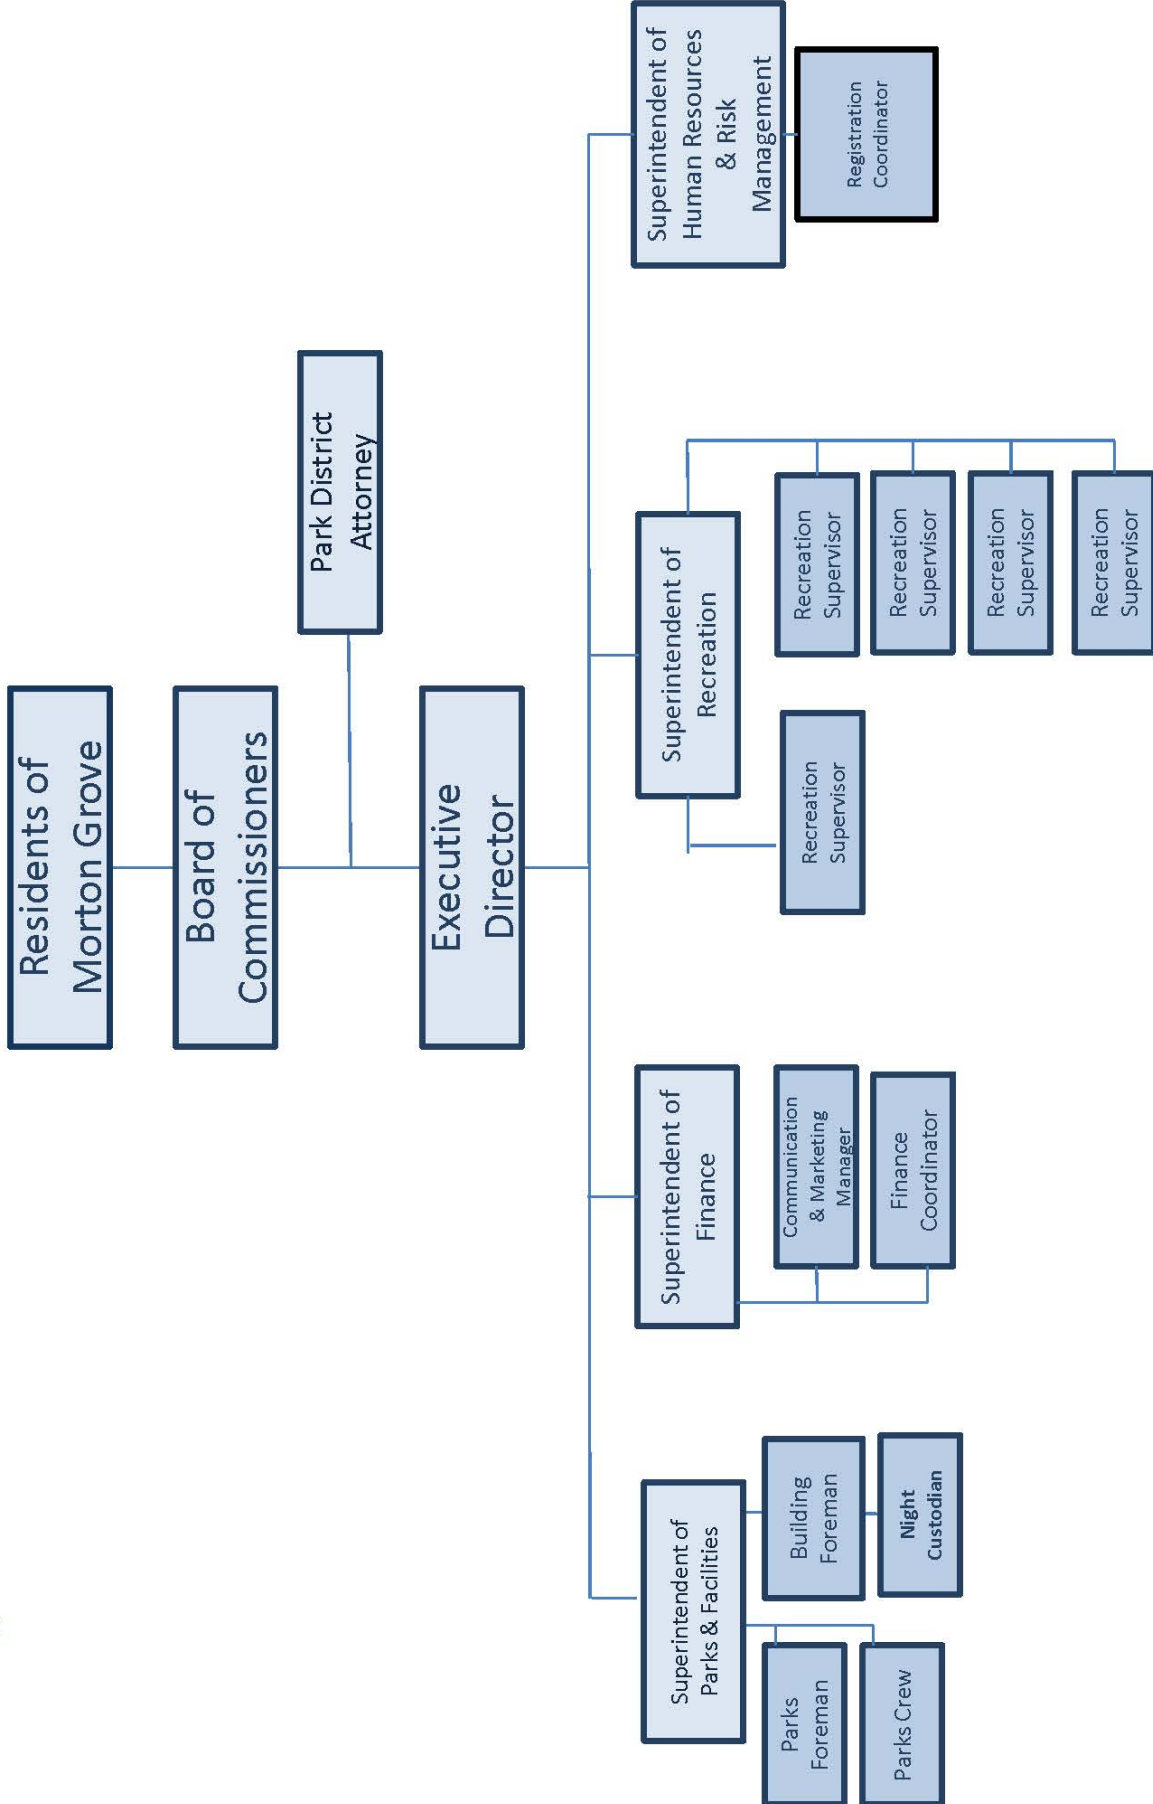 Residents of
Morton Grove
Board of
Commissioners
Park District
Attorney
Executive
Director
Superintendent of
Parks & Facilities
Parks
Foreman
Parks Crew
Building
Foreman
Night
Custodian
Superintendent of
Finance
Communication
& Marketing
Manager
Finance
Coordinator
Superintendent of
Recreation
Recreation
Supervisor
Recreation
Supervisor
Recreation
Supervisor
Recreation
Supervisor
Recreation
Supervisor
Superintendent of
Human Resources
& Risk
Management
Registration
Coordinator